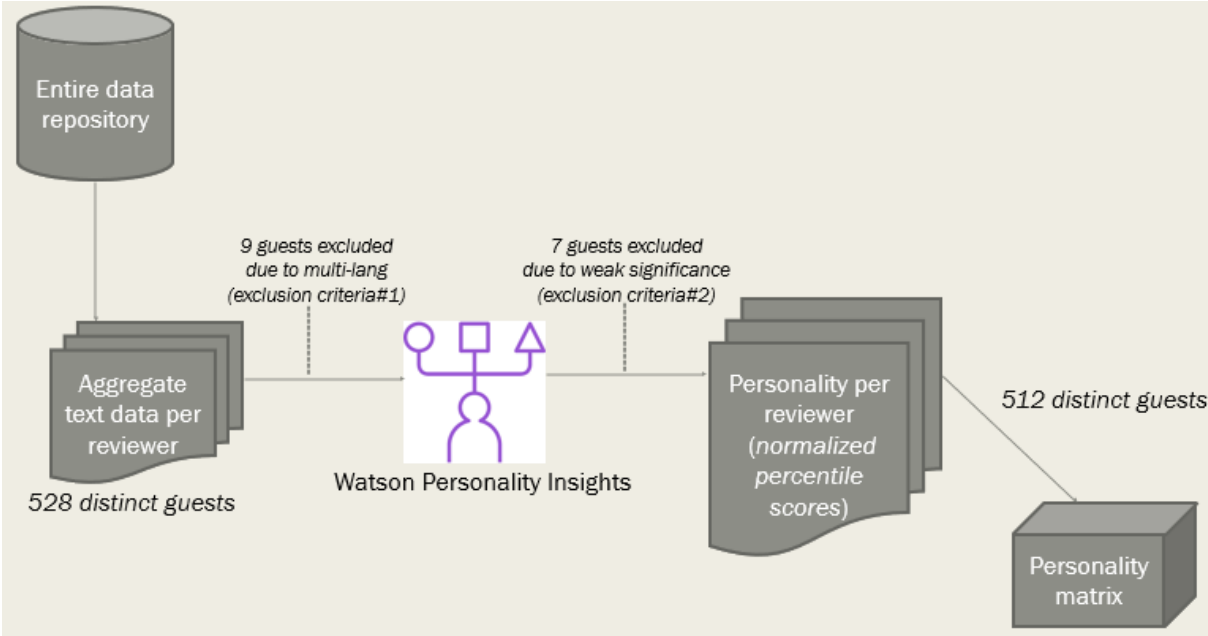 Entire data
repository
9 guests excluded
due to multi-lang
(exclusion criteria#1)
7 guests excluded
due to weak significance
(exclusion criteria#2)
Aggregate
text data per
reviewer
528 distinct guests
Watson Personality Insights
Personality per
reviewer
(normalized
percentile
scores)
512 distinct guests
Personality
matrix